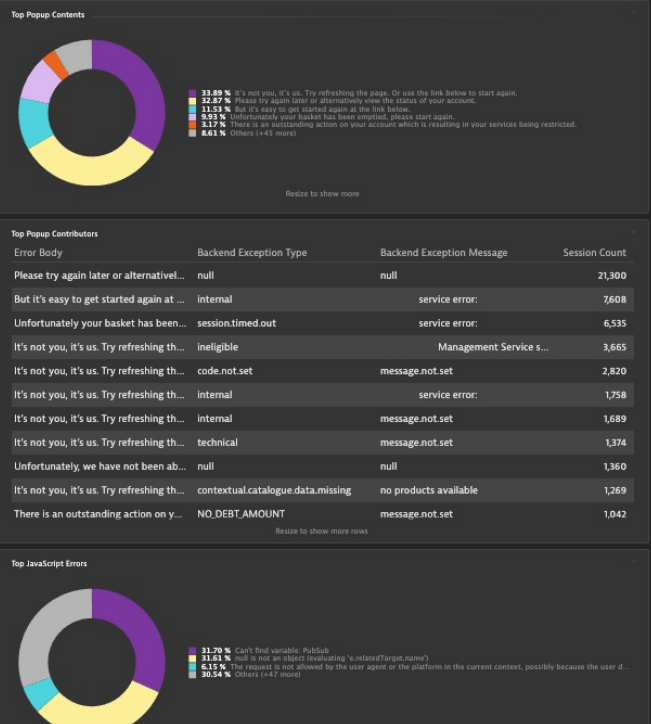 Top Popup Contents
33.89 % It's not you, it's us. Try refreshing the page. Or use the link below to start again.
32.87 % Please try again later or alternatively view the status of your account.
11.53 % But it's easy to get started again at the link below.
9.93 % Unfortunately your basket has been emptied, please start again.
3.17 % There is an outstanding action on your account which is resulting in your services being restricted.
8.61 % Others (+45 more)
Resize to show more
Top Popup Contributors
Error Body Backend Exception Type Backend Exception Message Session Count
Please try again later or alternativel... null null 21,300
But it's easy to get started again at ... internal service error: 7,608
Unfortunately your basket has been... session.timed.out service error: 6,535
It's not you, it's us. Try refreshing th... ineligible Management Service s... 3,665
It's not you, it's us. Try refreshing th... code.not.set message.not.set 2,820
It's not you, it's us. Try refreshing th... internal service error: 1,758
It's not you, it's us. Try refreshing th... internal message.not.set 1,689
It's not you, it's us. Try refreshing th... technical message.not.set 1,374
Unfortunately, we have not been ab... null null 1,360
It's not you, it's us. Try refreshing th... contextual.catalogue.data.missing no products available 1,269
There is an outstanding action on y... NO_DEBT_AMOUNT message.not.set 1,042
Resize to show more rows
Top JavaScript Errors
31.70 % Can't find variable: PubSub
31.61 % null is not an object (evaluating 'e.relatedTarget.name')
6.15 % The request is not allowed by the user agent or the platform in the current context, possibly because the user d...
30.54 % Others (+47 more)